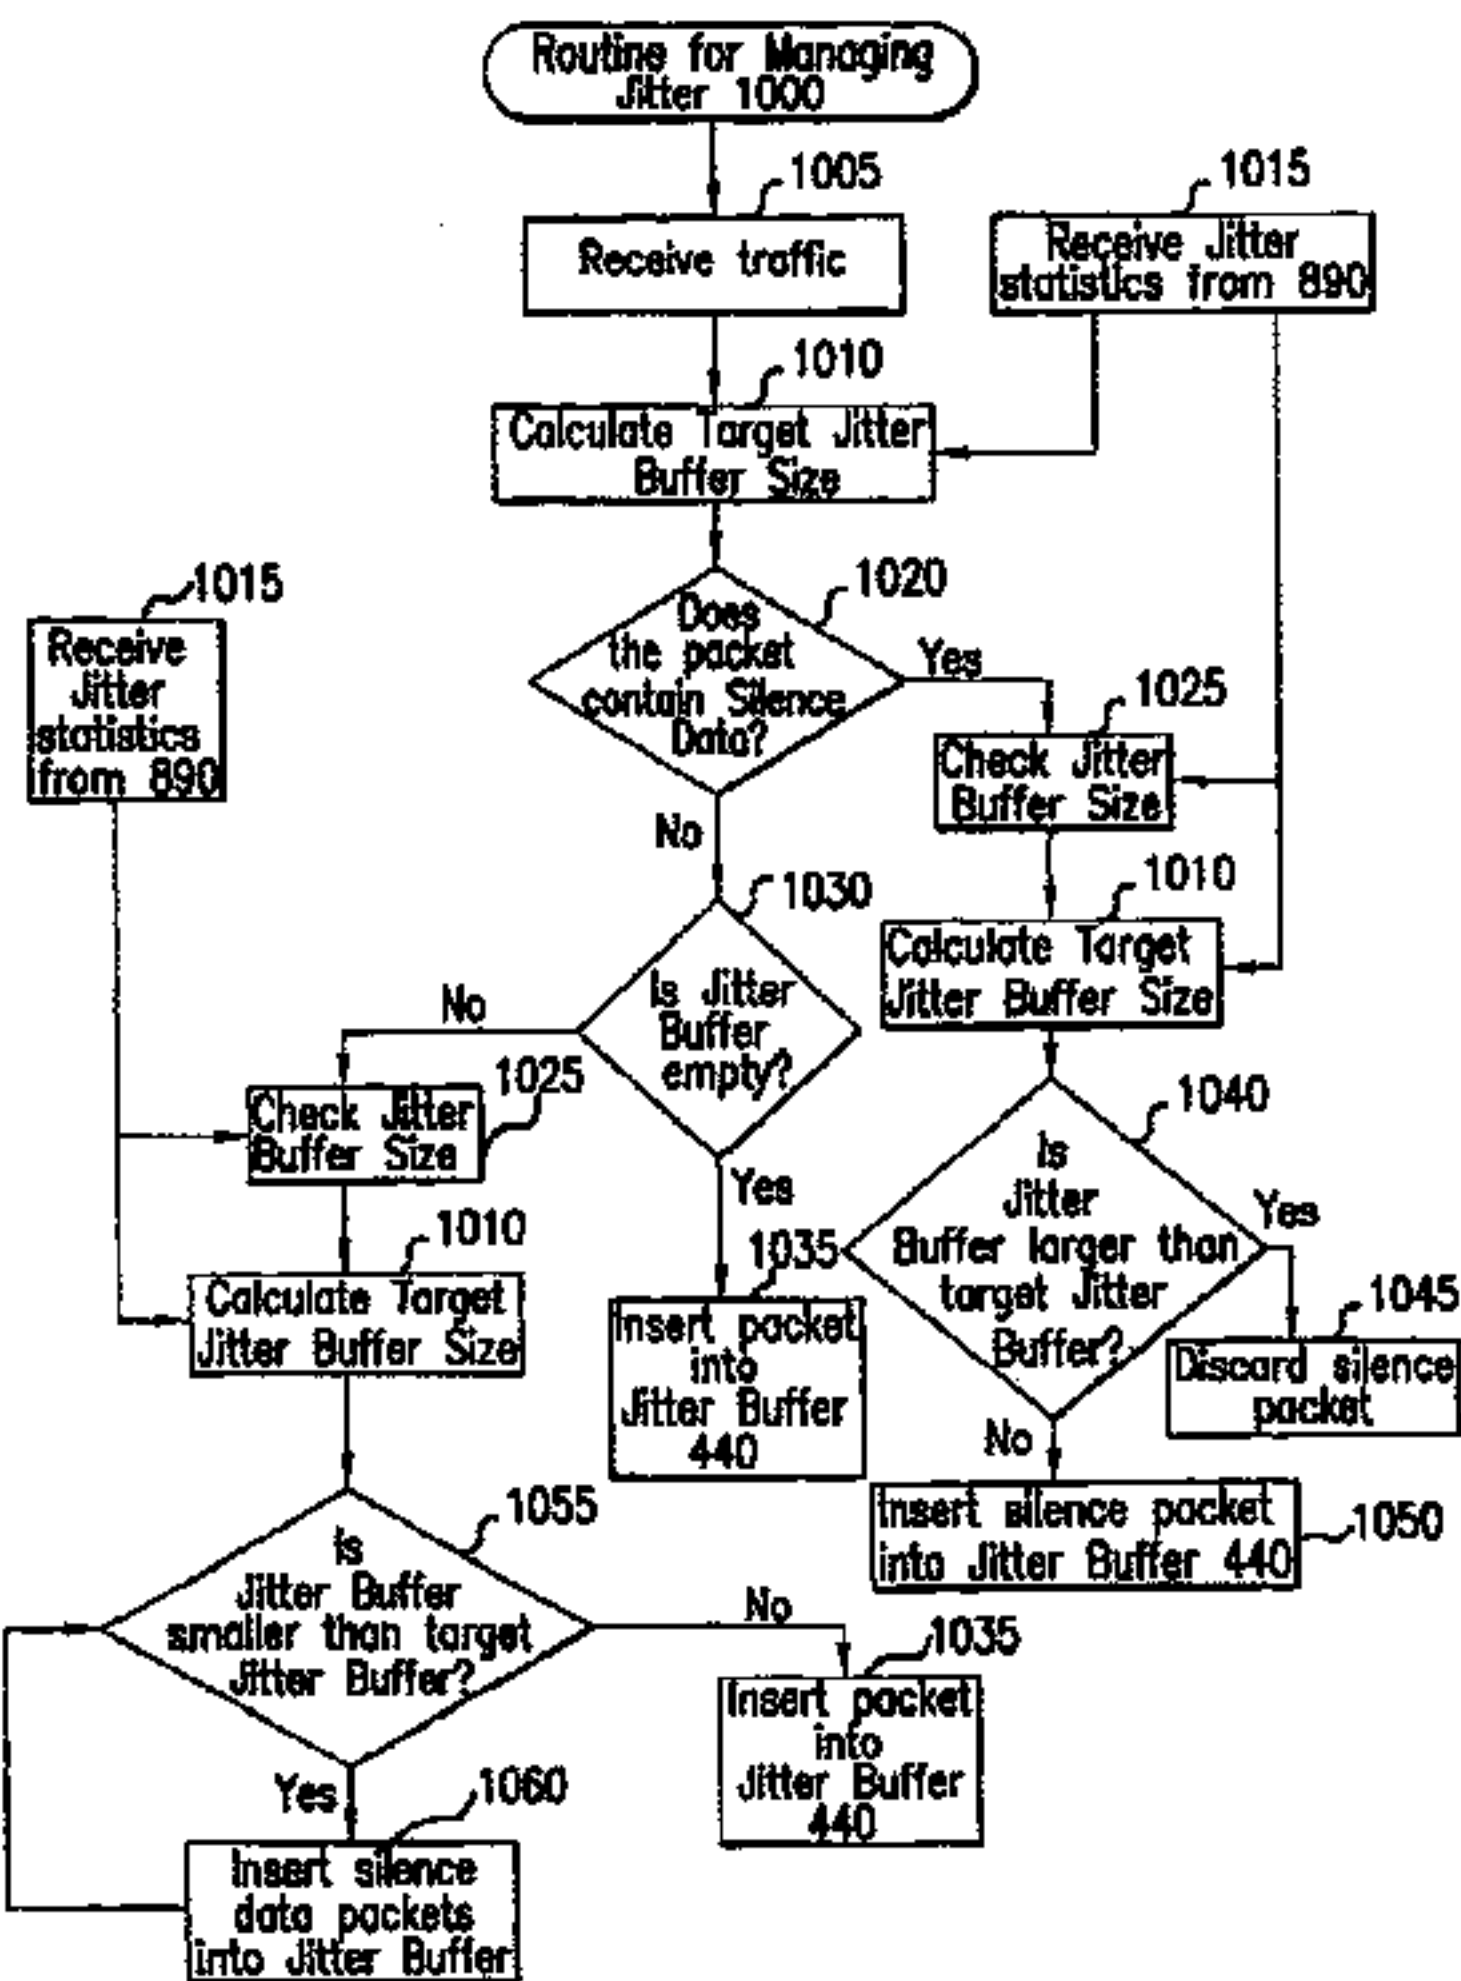 Routine for Managing
Jitter 1000
1005
Receive traffic
1015
Receive Jitter
statistics from 890
1010
Calculate Target Jitter
Buffer Size
1020
Does
the packet
contain Silence
Data?
Yes
No
1015
Receive
Jitter
statistics
from 890
1025
Check Jitter
Buffer Size
1010
Calculate Target
Jitter Buffer Size
1030
Is Jitter
Buffer
empty?
No
Yes
1025
Check Jitter
Buffer Size
1040
Is
Jitter
Buffer larger than
target Jitter
Buffer?
Yes
No
1010
Calculate Target
Jitter Buffer Size
1035
Insert packet
into
Jitter Buffer
440
1045
Discard silence
packet
1050
Insert silence packet
into Jitter Buffer 440
1055
is
Jitter Buffer
smaller than target
Jitter Buffer?
No
Yes
1035
Insert packet
into
Jitter Buffer
440
1060
Insert silence
data packets
into Jitter Buffer